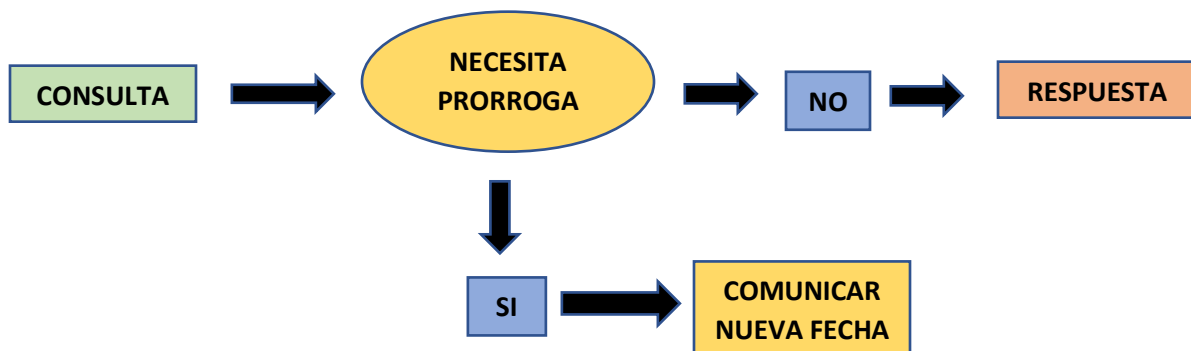 CONSULTA
NECESITA
PRORROGA
NO
RESPUESTA
SI
COMUNICAR
NUEVA FECHA